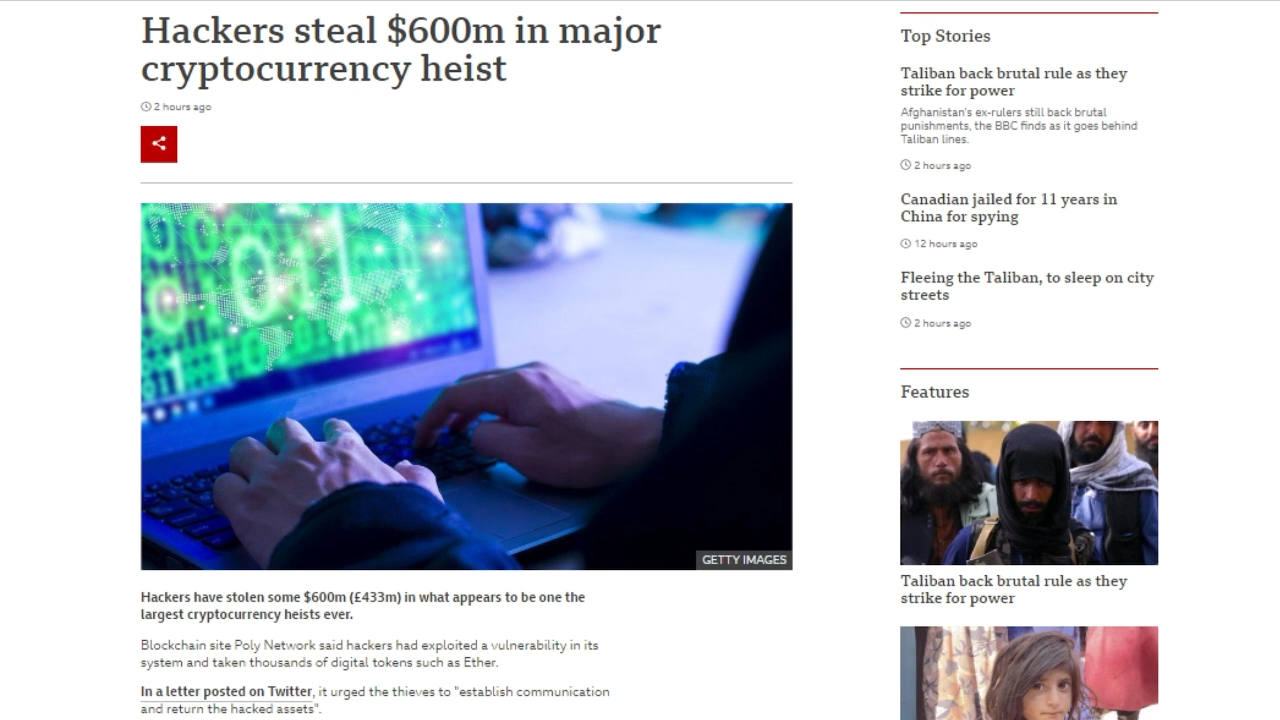 Hackers steal $600m in major
cryptocurrency heist
2 hours ago
GETTY IMAGES
Hackers have stolen some $600m (£433m) in what appears to be one the
largest cryptocurrency heists ever.
Blockchain site Poly Network said hackers had exploited a vulnerability in its
system and taken thousands of digital tokens such as Ether.
In a letter posted on Twitter, it urged the thieves to "establish communication
and return the hacked assets".
Top Stories
Taliban back brutal rule as they
strike for power
Afghanistan's ex-rulers still back brutal
punishments, the BBC finds as it goes behind
Taliban lines.
2 hours ago
Canadian jailed for 11 years in
China for spying
12 hours ago
Fleeing the Taliban, to sleep on city
streets
2 hours ago
Features
Taliban back brutal rule as they
strike for power